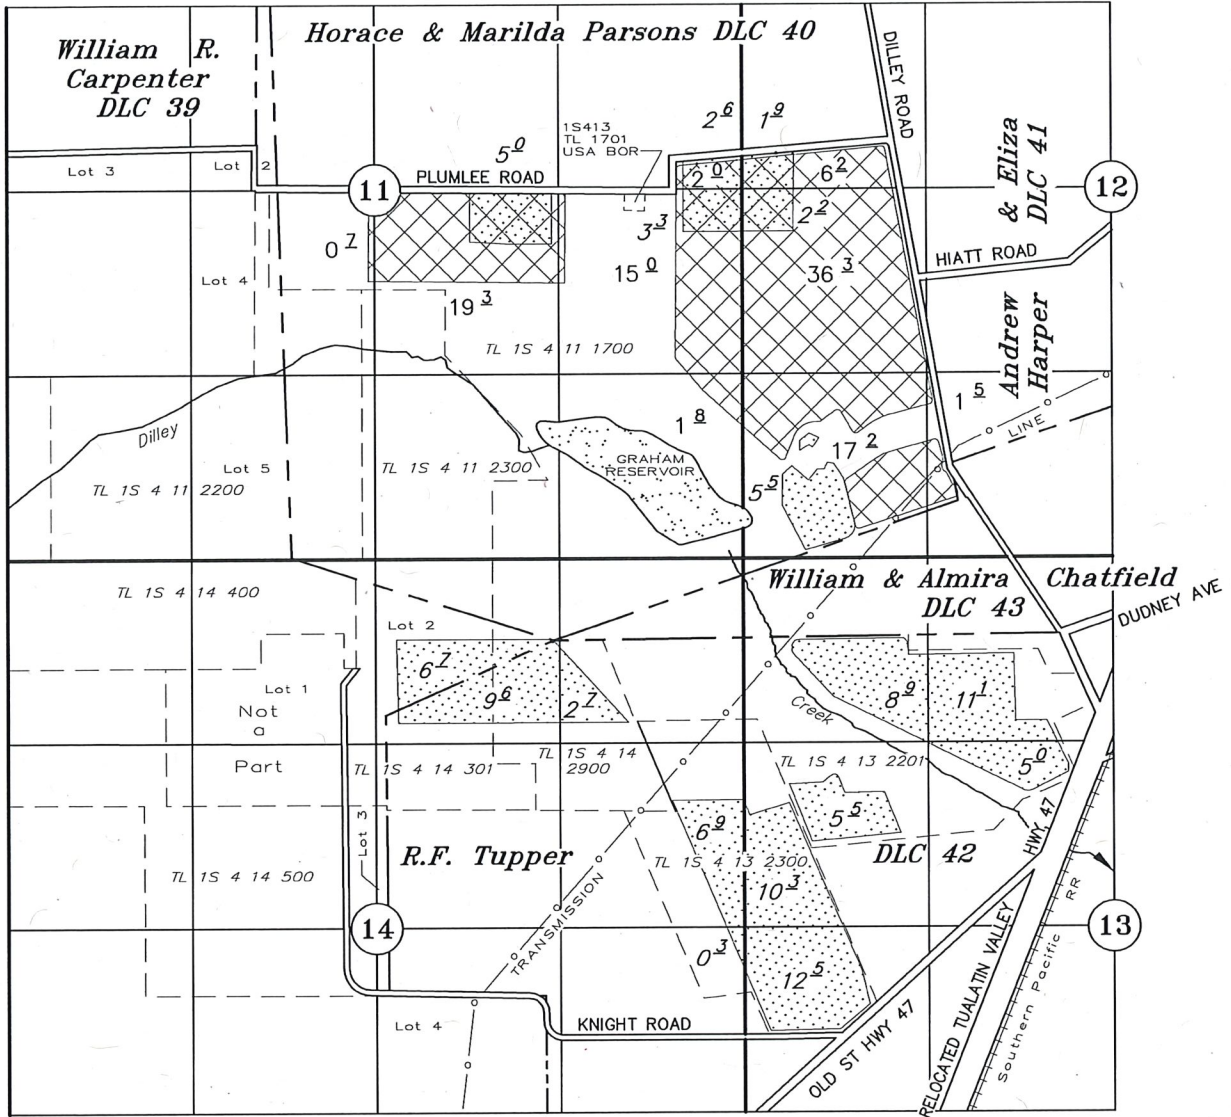 Horace & Marilda Parsons DLC 40
William R.
Carpenter
DLC 39
DILLEY ROAD
& Eliza
DLC 41
2 6
1 9
1S413
TL 1701
USA BOR
5 0
Lot 3
Lot 2
11
PLUMLEE ROAD
2 0
6 2
12
0 7
3 3
2 2
HIATT ROAD
Lot 4
15 0
36 3
19 3
Andrew
Harper
TL 1S 4 11 1700
1 5
1 8
LINE
Dilley
17 2
GRAHAM
RESERVOIR
Lot 5
TL 1S 4 11 2300
TL 1S 4 11 2200
5 5
William & Almira Chatfield
DLC 43
TL 1S 4 14 400
DUDNEY AVE
Lot 2
6 7
9 6
2 7
Lot 1
Not
a
Part
8 9
11 1
Creek
TL 1S 4 14 301
TL 1S 4 14
2900
TL 1S 4 13 2201
5 0
Lot 3
6 9
5 5
HWY 47
R.F. Tupper
TL 1S 4 13 2300
DLC 42
TL 1S 4 14 500
10 3
TRANSMISSION
RR
14
13
0 3
12 5
Lot 4
KNIGHT ROAD
OLD ST HWY 47
RELOCATED TUALATIN VALLEY
Southern Pacific